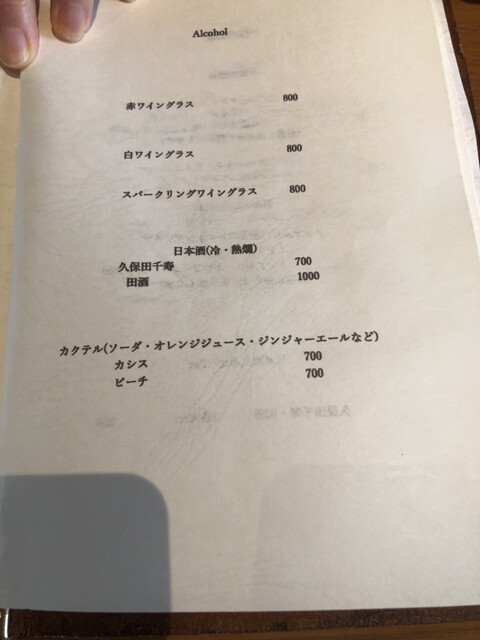 Alcohol
赤ワイングラス 800
白ワイングラス 800
スパークリングワイングラス 800
日本酒(冷・熱燗)
久保田千寿 700
田酒 1000
カクテル(ソーダ・オレンジジュース・ジンジャーエールなど)
カシス 700
ピーチ 700